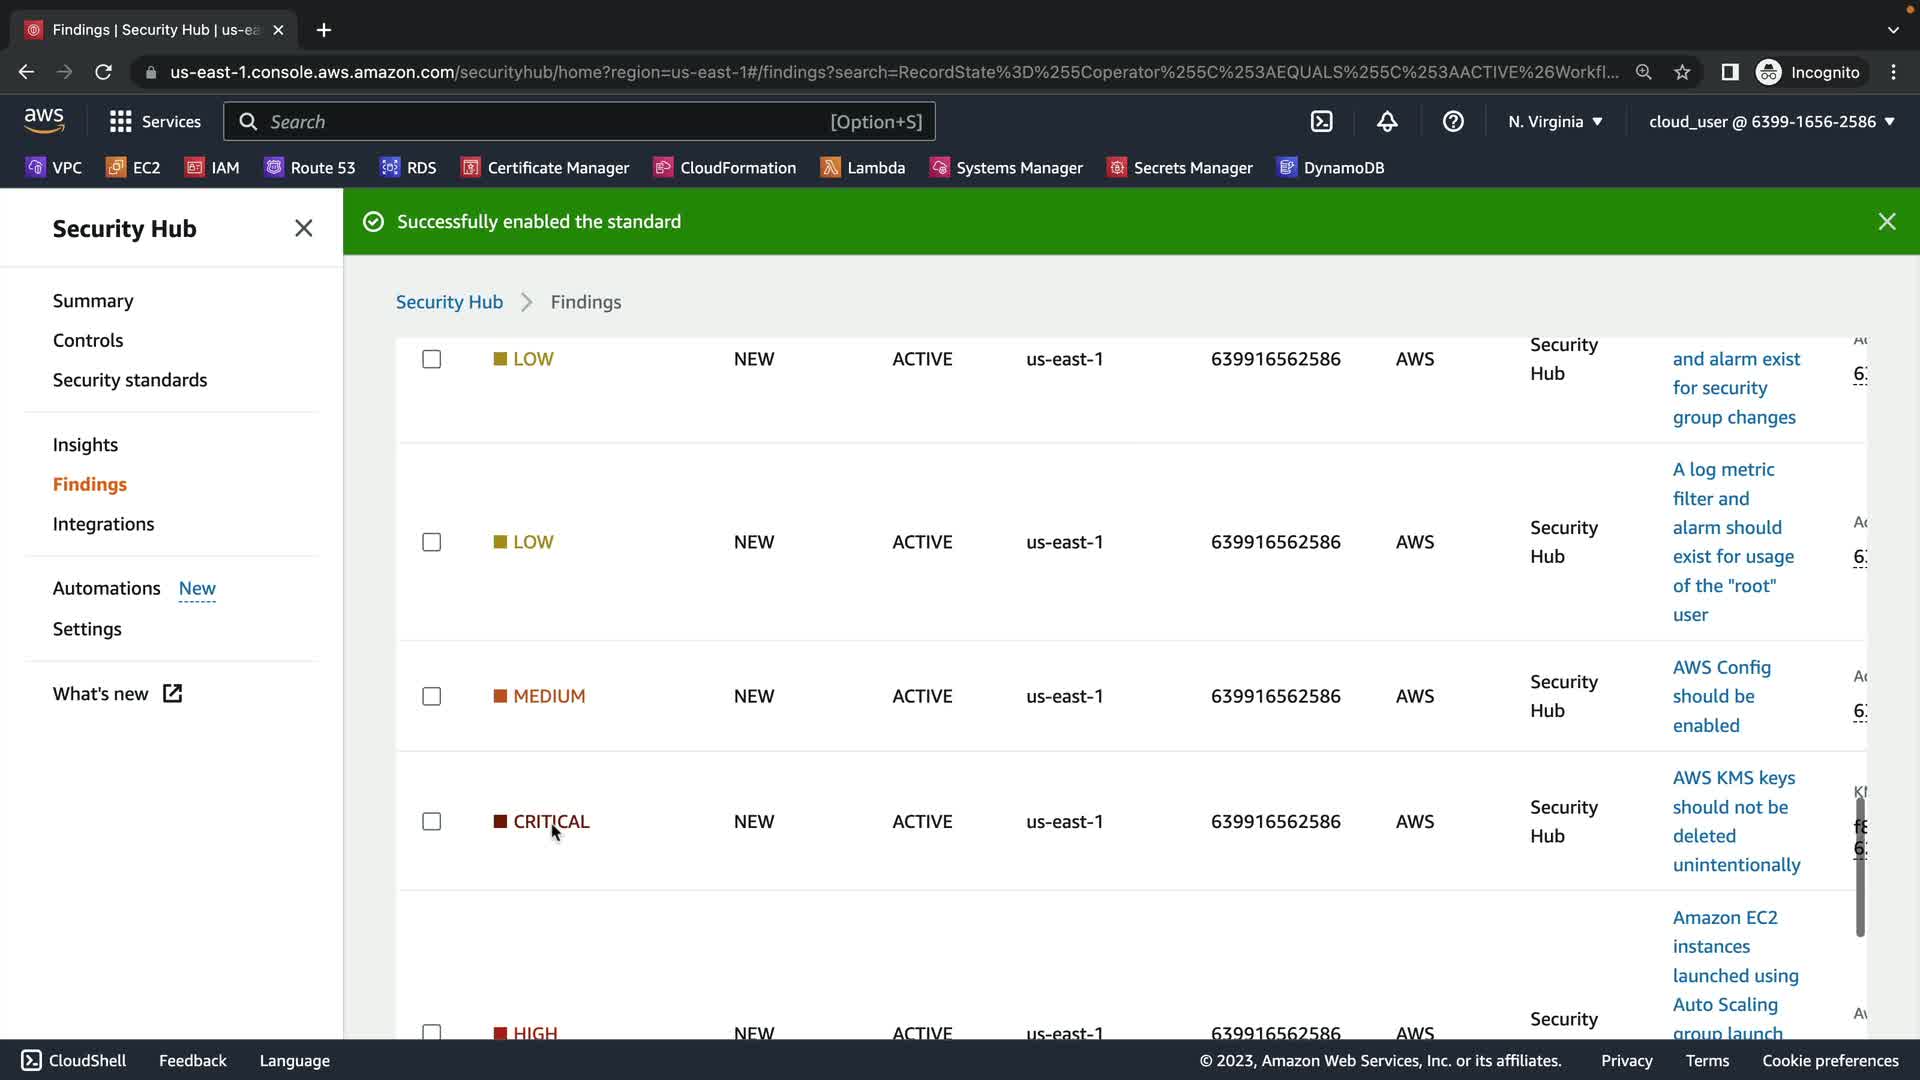 Findings | Security Hub | us-ea
us-east-1.console.aws.amazon.com/securityhub/home?region=us-east-1#/findings?search=RecordState%3D%255Coperator%255C%253AEQUALS%255C%253AACTIVE%26Workfl...
Incognito
aws
Services
Search
[Option+S]
N. Virginia
cloud_user @ 6399-1656-2586
VPC
EC2
IAM
Route 53
RDS
Certificate Manager
CloudFormation
Lambda
Systems Manager
Secrets Manager
DynamoDB
Security Hub
Summary
Controls
Security standards
Insights
Findings
Integrations
Automations New
Settings
What's new
Successfully enabled the standard
Security Hub > Findings
LOW NEW ACTIVE us-east-1 639916562586 AWS
Security
Hub
and alarm exist
for security
group changes
LOW NEW ACTIVE us-east-1 639916562586 AWS
Security
Hub
A log metric
filter and
alarm should
exist for usage
of the "root"
user
MEDIUM NEW ACTIVE us-east-1 639916562586 AWS
Security
Hub
AWS Config
should be
enabled
CRITICAL NEW ACTIVE us-east-1 639916562586 AWS
Security
Hub
AWS KMS keys
should not be
deleted
unintentionally
HIGH NEW ACTIVE us-east-1 639916562586 AWS
Security
Amazon EC2
instances
launched using
Auto Scaling
group launch
CloudShell
Feedback
Language
© 2023, Amazon Web Services, Inc. or its affiliates.
Privacy
Terms
Cookie preferences